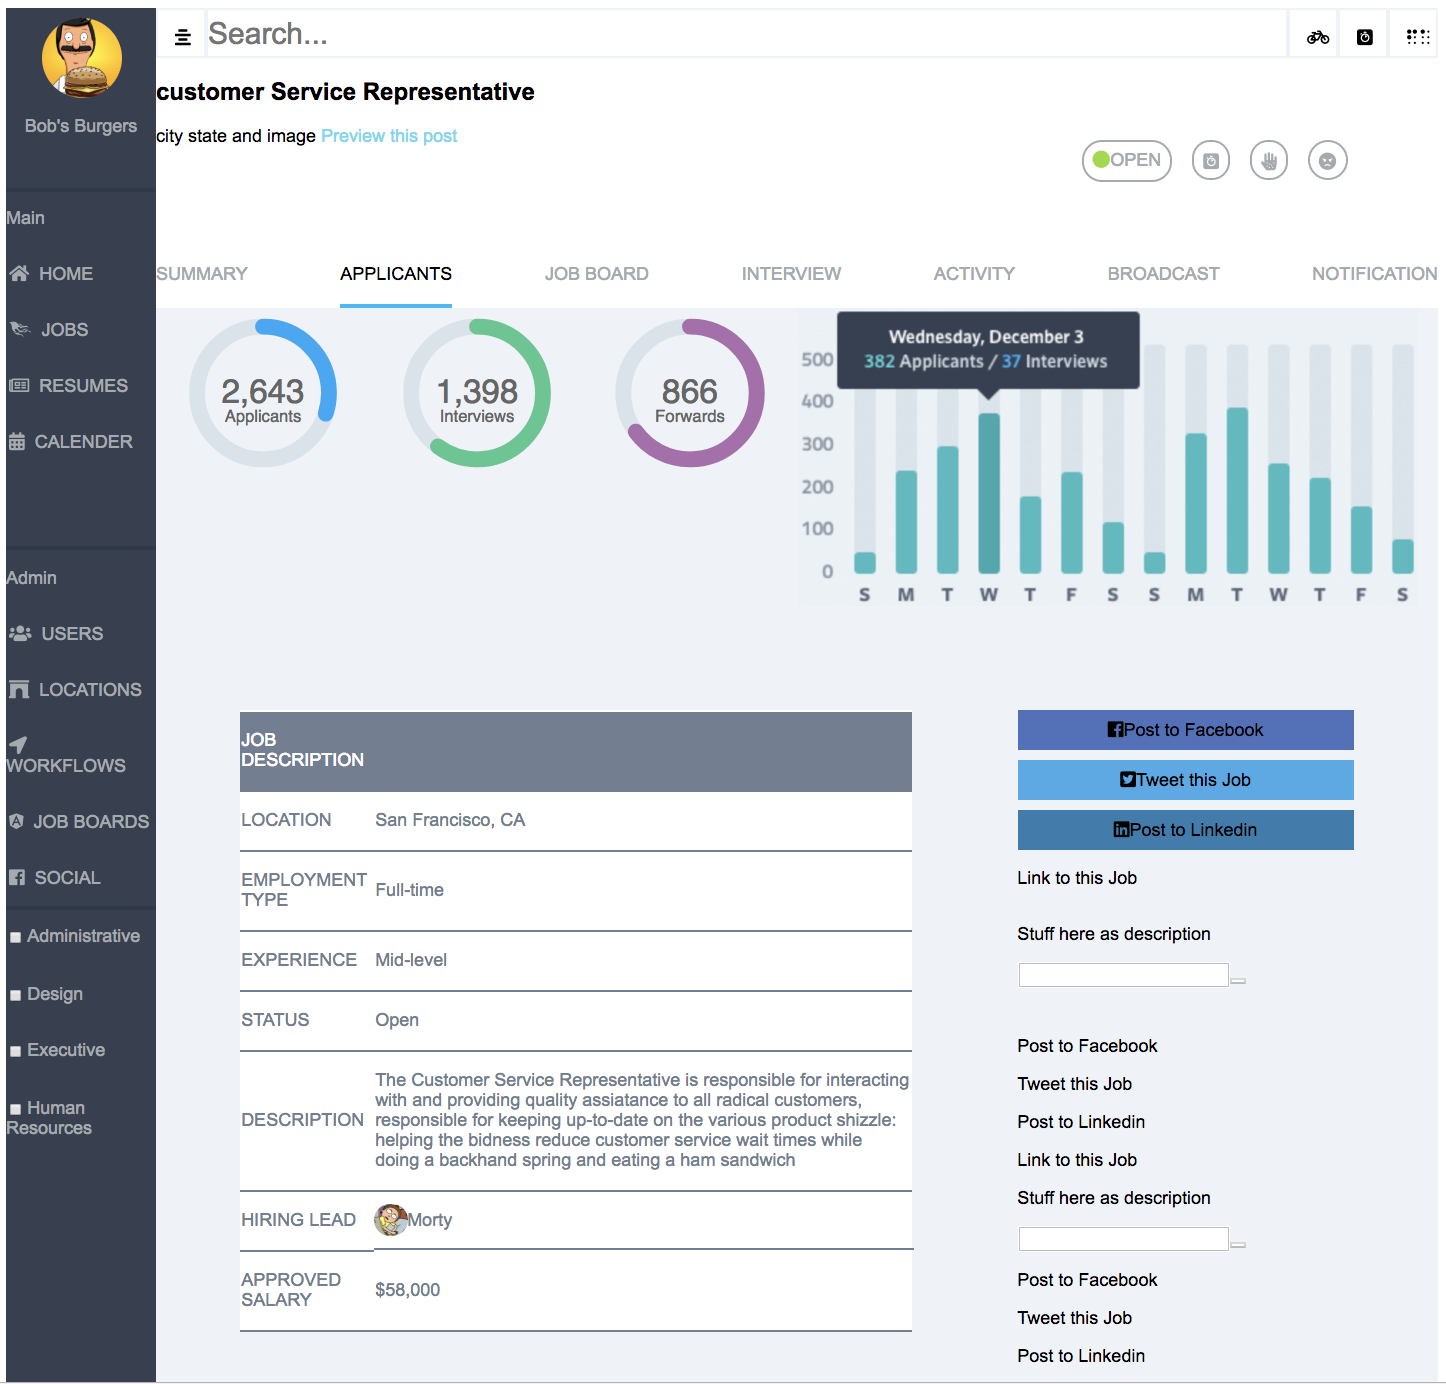 Search...
Bob's Burgers
customer Service Representative
city state and image Preview this post
OPEN
Main
HOME
JOBS
RESUMES
CALENDER
Admin
USERS
LOCATIONS
WORKFLOWS
JOB BOARDS
SOCIAL
Administrative
Design
Executive
Human
Resources
SUMMARY APPLICANTS JOB BOARD INTERVIEW ACTIVITY BROADCAST NOTIFICATION
2,643
Applicants
1,398
Interviews
866
Forwards
Wednesday, December 3
382 Applicants / 37 Interviews
500
400
300
200
100
0
S M T W T F S S M T W T F S
JOB
DESCRIPTION
LOCATION San Francisco, CA
EMPLOYMENT
TYPE
Full-time
EXPERIENCE Mid-level
STATUS Open
DESCRIPTION
The Customer Service Representative is responsible for interacting
with and providing quality assiatance to all radical customers,
responsible for keeping up-to-date on the various product shizzle:
helping the bidness reduce customer service wait times while
doing a backhand spring and eating a ham sandwich
HIRING LEAD Morty
APPROVED
SALARY
$58,000
Post to Facebook
Tweet this Job
Post to Linkedin
Link to this Job
Stuff here as description
Post to Facebook
Tweet this Job
Post to Linkedin
Link to this Job
Stuff here as description
Post to Facebook
Tweet this Job
Post to Linkedin